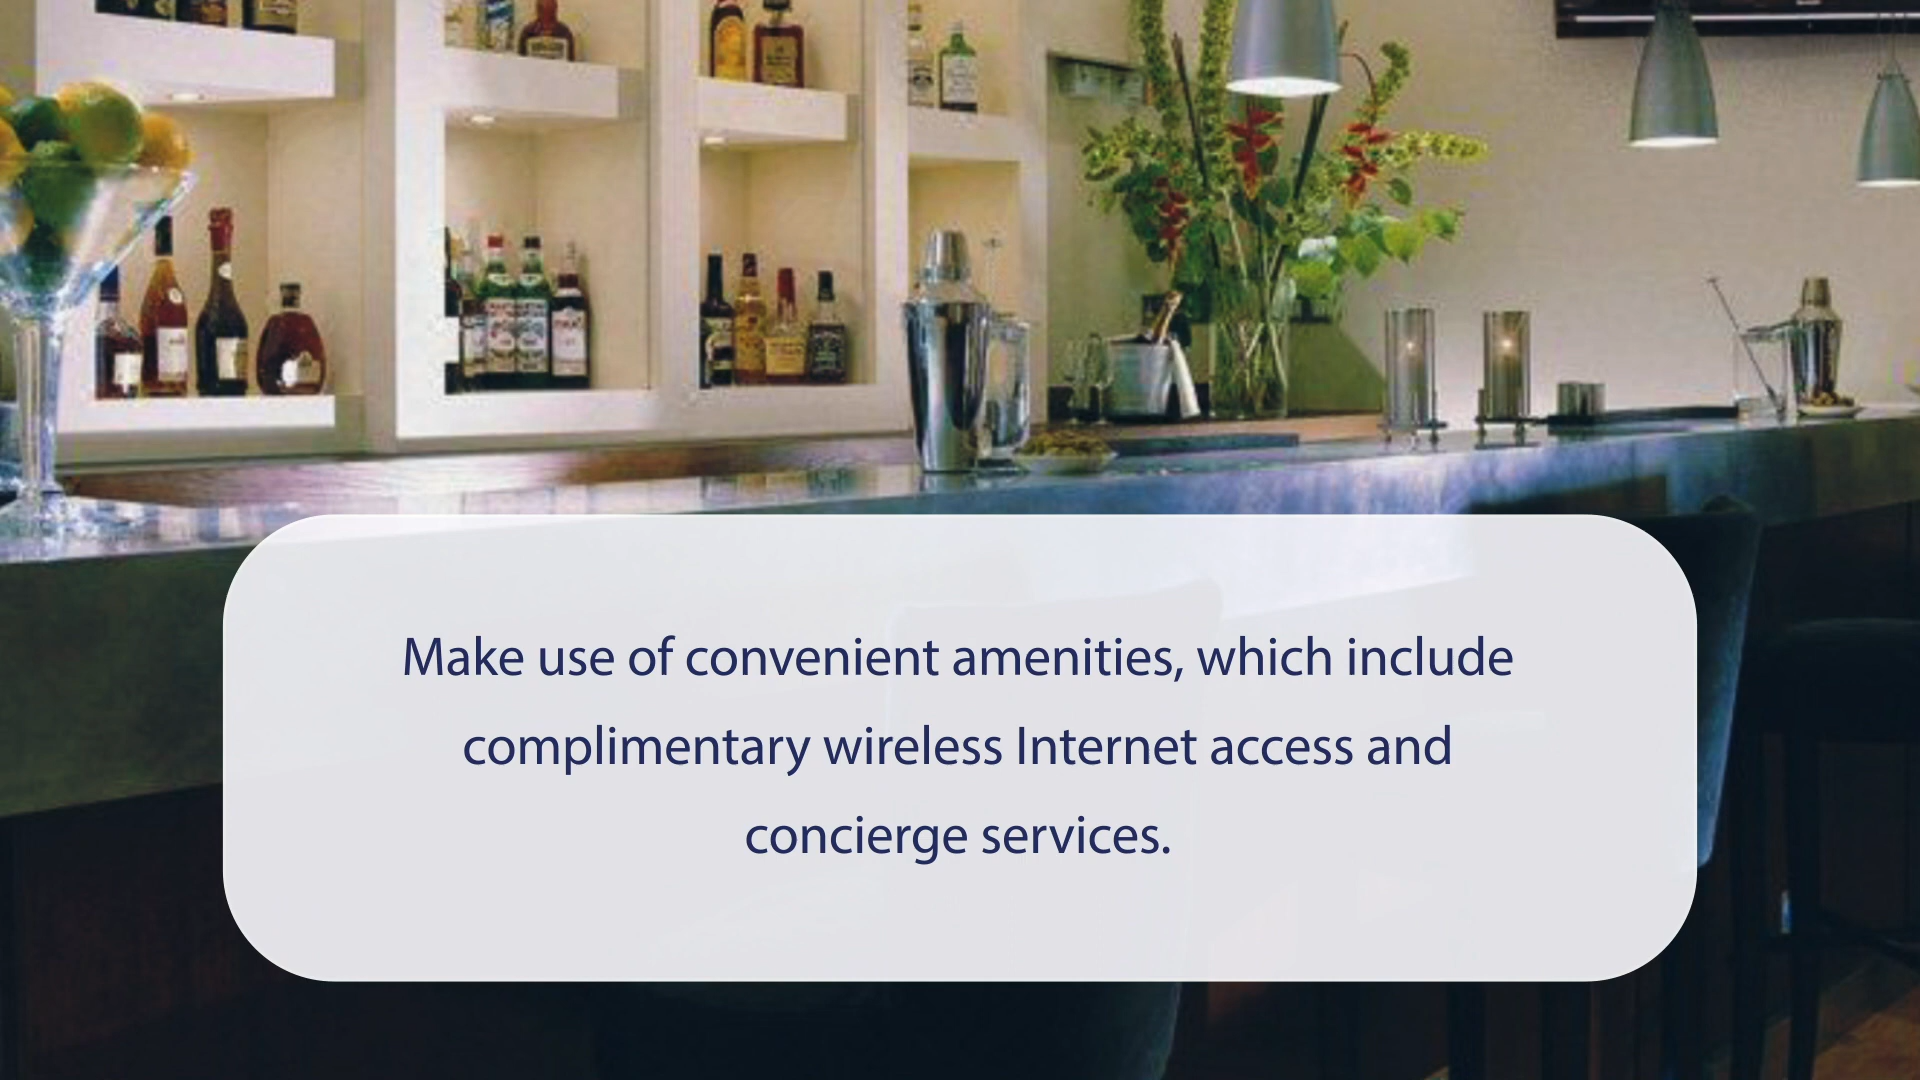 Make use of convenient amenities, which include
complimentary wireless Internet access and
concierge services.